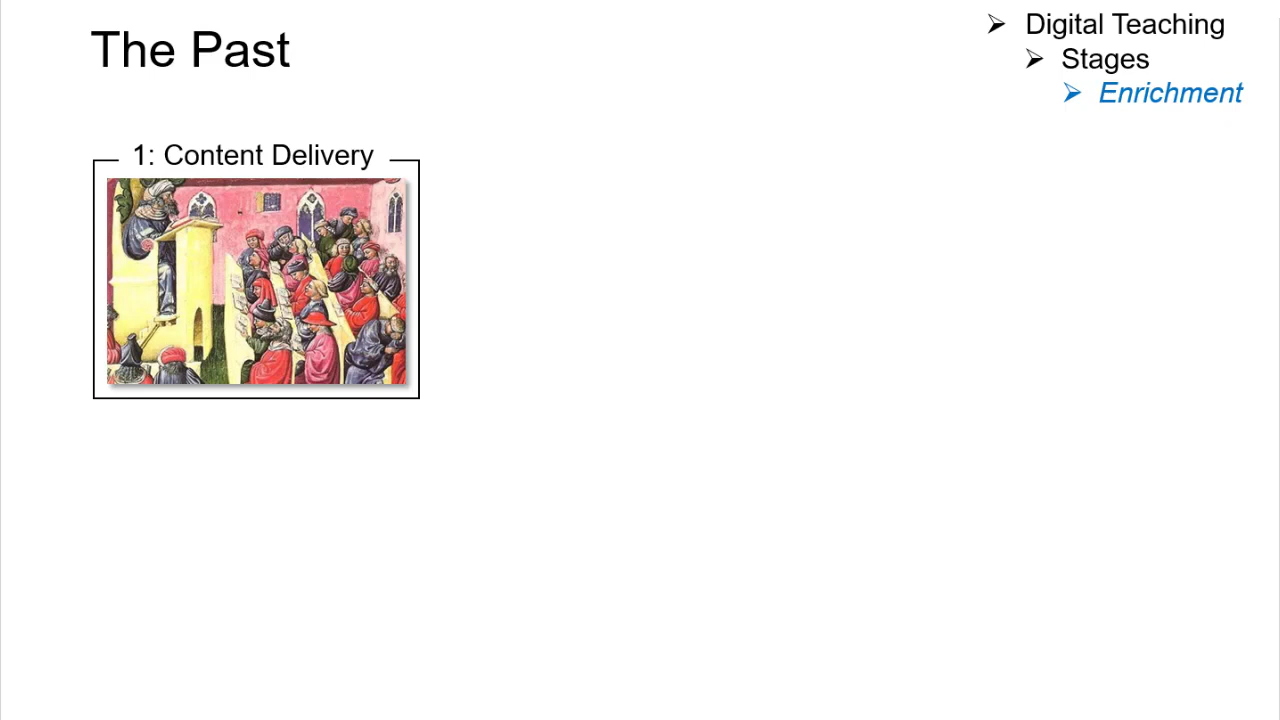 The Past
Digital Teaching
Stages
Enrichment
1: Content Delivery